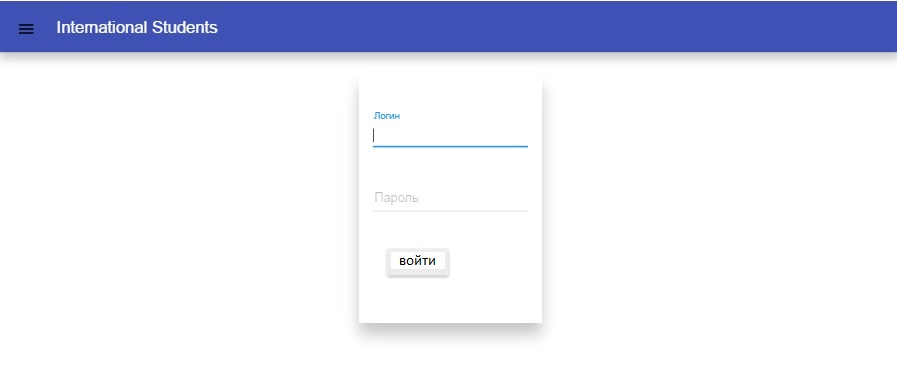 International Students
Логин
Пароль
войти